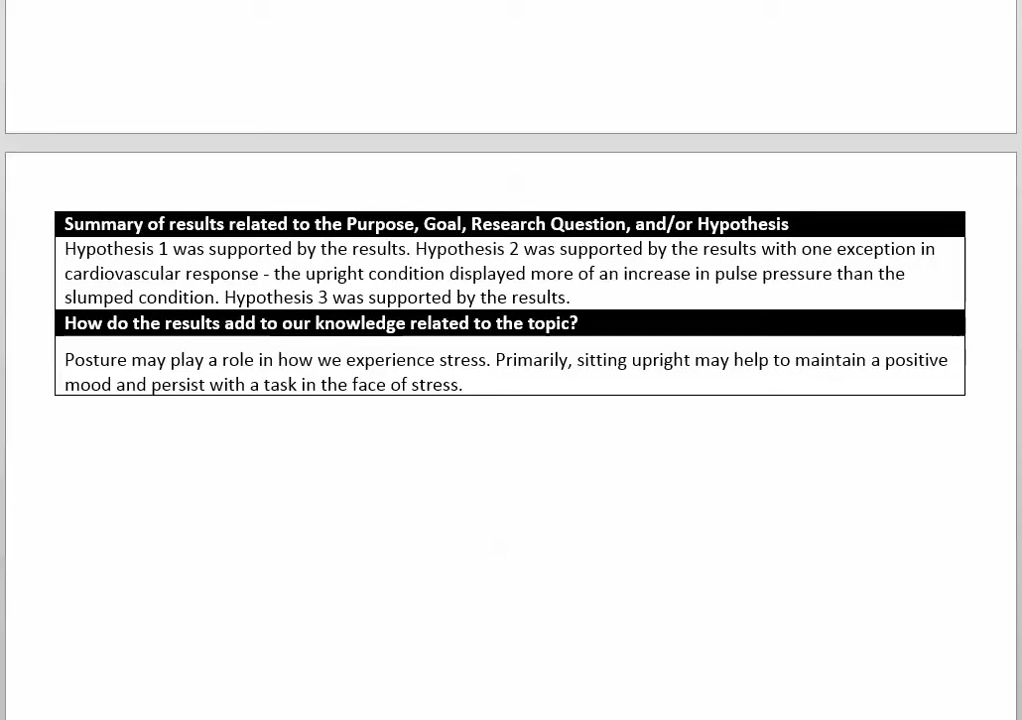 Summary of results related to the Purpose, Goal, Research Question, and/or Hypothesis
Hypothesis 1 was supported by the results. Hypothesis 2 was supported by the results with one exception in
cardiovascular response - the upright condition displayed more of an increase in pulse pressure than the
slumped condition. Hypothesis 3 was supported by the results.
How do the results add to our knowledge related to the topic?
Posture may play a role in how we experience stress. Primarily, sitting upright may help to maintain a positive
mood and persist with a task in the face of stress.